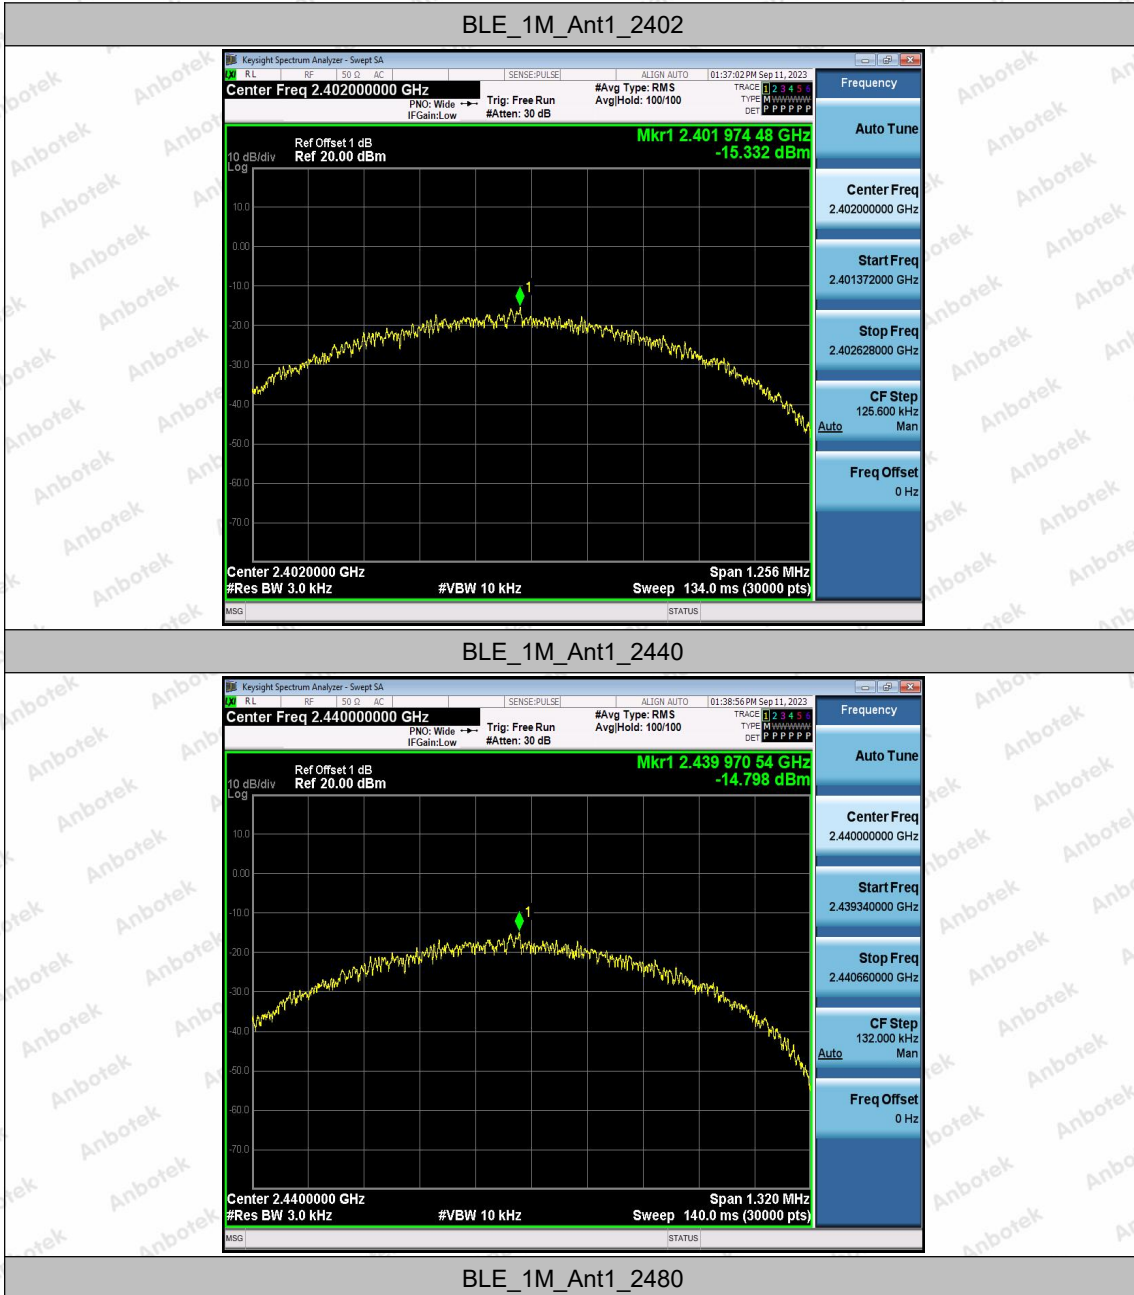 BLE_1M_Ant1_2402
Keysight Spectrum Analyzer - Swept SA
LXI RL RF 50 Ω AC SENSE:PULSE ALIGN AUTO 01:37:02 PM Sep 11, 2023
Center Freq 2.402000000 GHz
PNO: Wide
IFGain:Low
Trig: Free Run
#Atten: 30 dB
#Avg Type: RMS
Avg|Hold: 100/100
TRACE 1 2 3 4 5 6
TYPE M WWWWW
DET P P P P P P
Mkr1 2.401 974 48 GHz
-15.332 dBm
Ref Offset 1 dB
10 dB/div Ref 20.00 dBm
Log
10.0
0.00
-10.0
-20.0
-30.0
-40.0
-50.0
-60.0
-70.0
1
Center 2.4020000 GHz Span 1.256 MHz
#Res BW 3.0 kHz #VBW 10 kHz Sweep 134.0 ms (30000 pts)
MSG STATUS
Frequency
Auto Tune
Center Freq
2.402000000 GHz
Start Freq
2.401372000 GHz
Stop Freq
2.402628000 GHz
CF Step
125.600 kHz
Auto Man
Freq Offset
0 Hz
BLE_1M_Ant1_2440
Keysight Spectrum Analyzer - Swept SA
LXI RL RF 50 Ω AC SENSE:PULSE ALIGN AUTO 01:38:56 PM Sep 11, 2023
Center Freq 2.440000000 GHz
PNO: Wide
IFGain:Low
Trig: Free Run
#Atten: 30 dB
#Avg Type: RMS
Avg|Hold: 100/100
TRACE 1 2 3 4 5 6
TYPE M WWWWW
DET P P P P P P
Mkr1 2.439 970 54 GHz
-14.798 dBm
Ref Offset 1 dB
10 dB/div Ref 20.00 dBm
Log
10.0
0.00
-10.0
-20.0
-30.0
-40.0
-50.0
-60.0
-70.0
1
Center 2.4400000 GHz Span 1.320 MHz
#Res BW 3.0 kHz #VBW 10 kHz Sweep 140.0 ms (30000 pts)
MSG STATUS
Frequency
Auto Tune
Center Freq
2.440000000 GHz
Start Freq
2.439340000 GHz
Stop Freq
2.440660000 GHz
CF Step
132.000 kHz
Auto Man
Freq Offset
0 Hz
BLE_1M_Ant1_2480